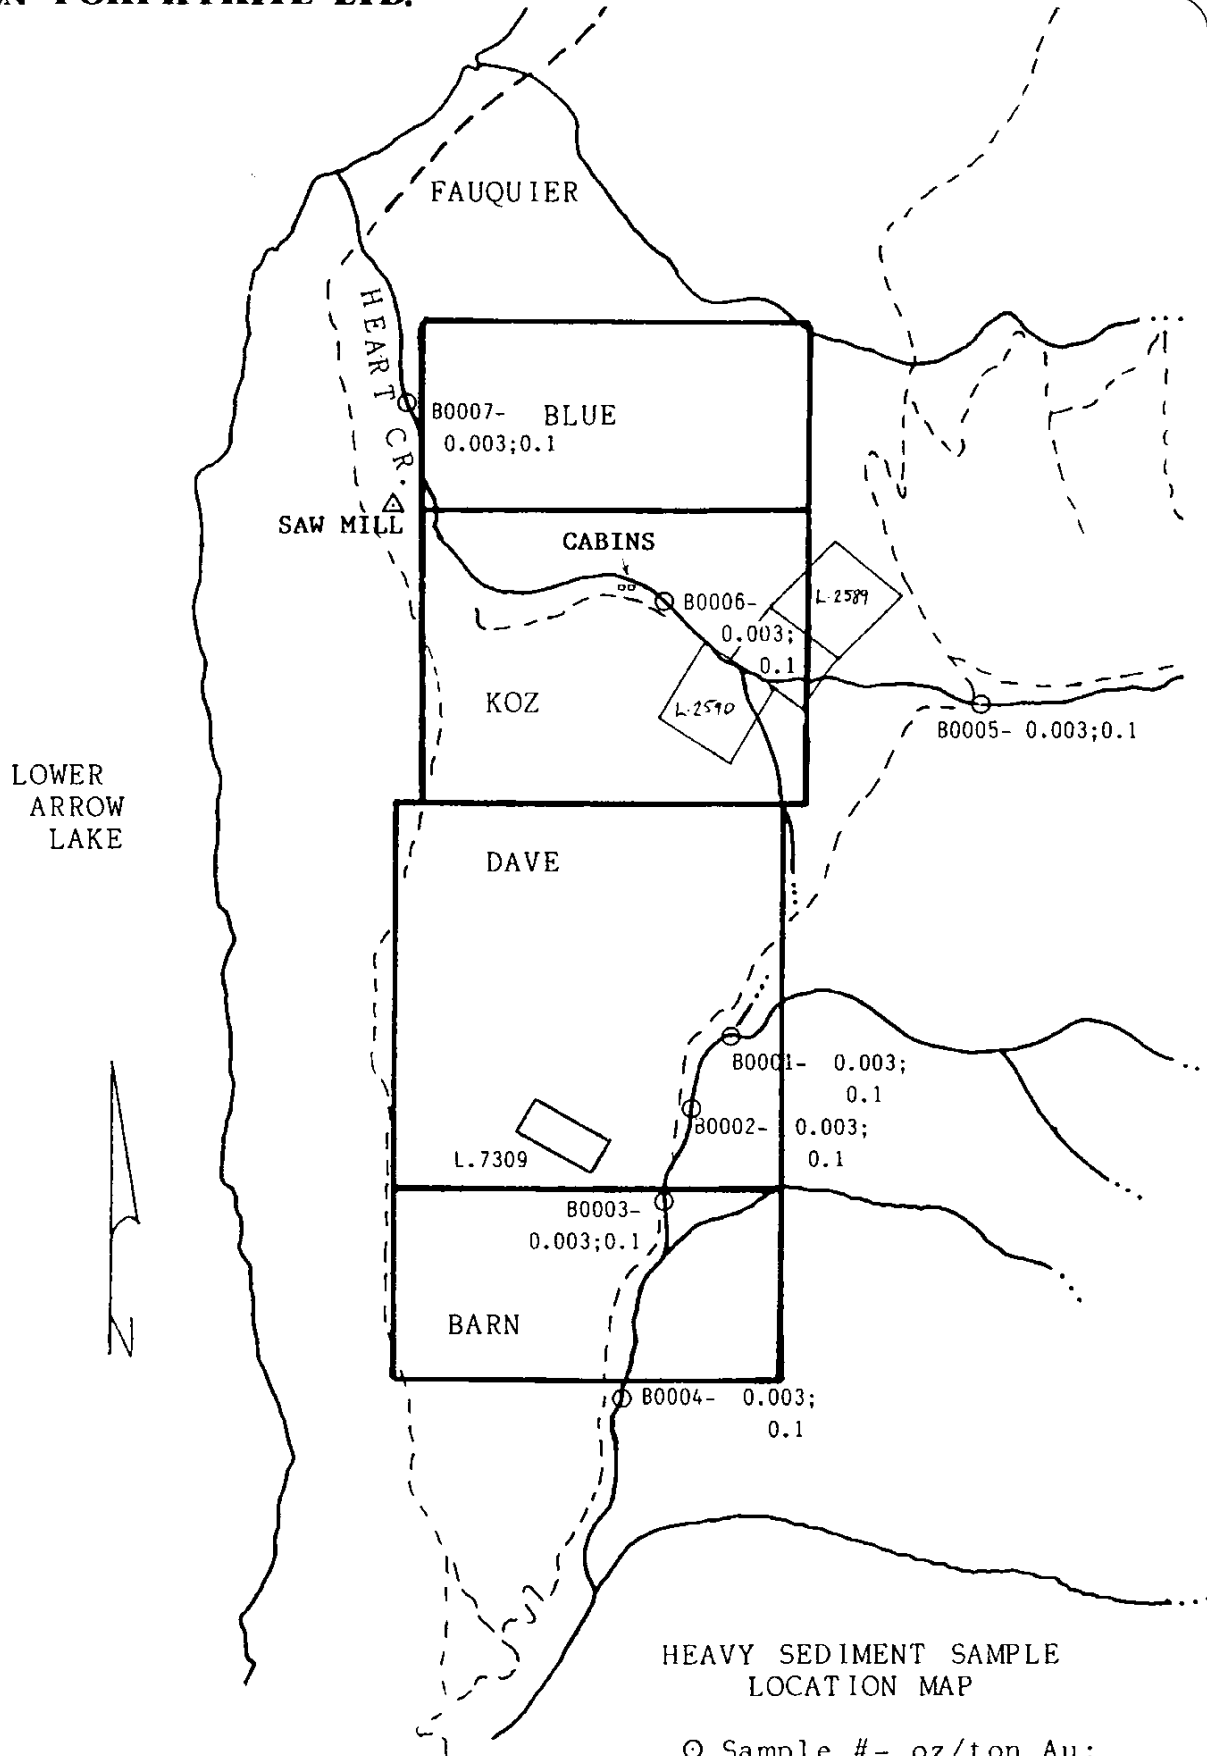 FAUQUIER
HEART CR.
B0007-
0.003;0.1
BLUE
SAW MILL
CABINS
B0006-
0.003;
0.1
L.2589
KOZ
L.2590
B0005- 0.003;0.1
LOWER
ARROW
LAKE
DAVE
B0001- 0.003;
0.1
B0002- 0.003;
0.1
L.7309
B0003-
0.003;0.1
N
BARN
B0004- 0.003;
0.1
HEAVY SEDIMENT SAMPLE
LOCATION MAP
Sample #- oz/ton Au;